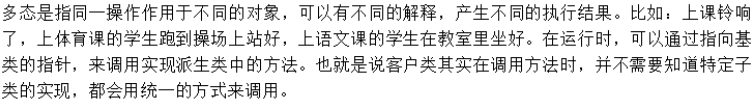 多态是指同一操作作用于不同的对象，可以有不同的解释，产生不同的执行结果。比如：上课铃响
了，上体育课的学生跑到操场上站好，上语文课的学生在教室里坐好。在运行时，可以通过指向基
类的指针，来调用实现派生类中的方法。也就是说客户类其实在调用方法时，并不需要知道特定子
类的实现，都会用统一的方式来调用。